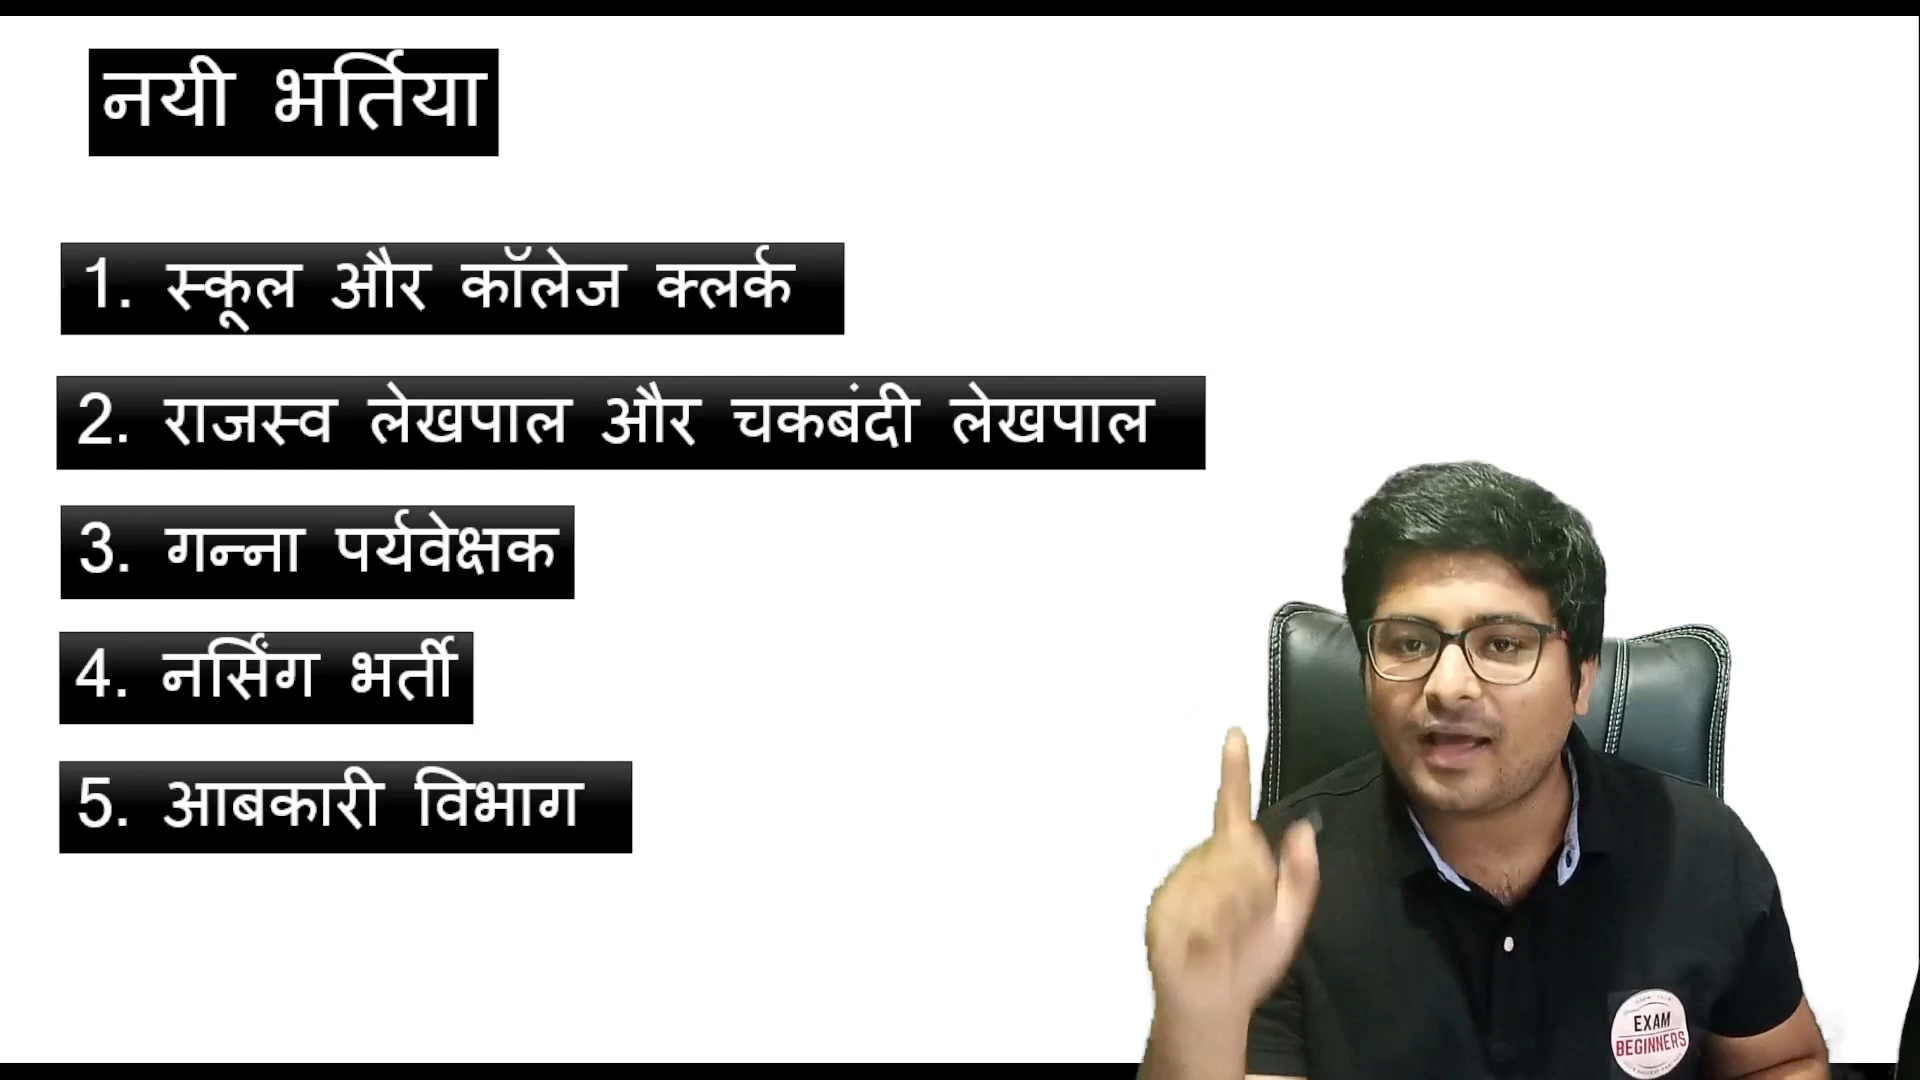 नयी भर्तिया
1. स्कूल और कॉलेज क्लर्क
2. राजस्व लेखपाल और चकबंदी लेखपाल
3. गन्ना पर्यवेक्षक
4. नर्सिंग भर्ती
5. आबकारी विभाग
EXAM
BEGINNERS